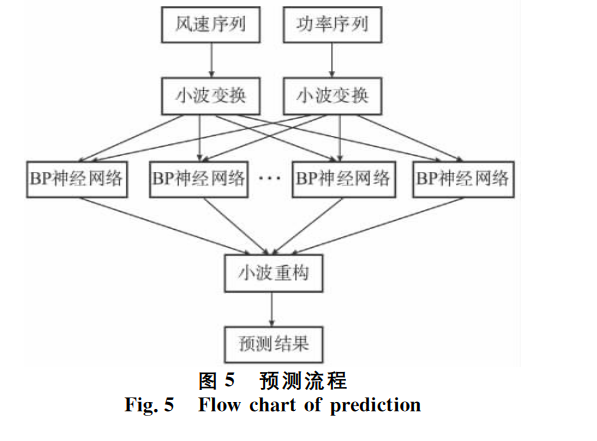 风速序列 功率序列
小波变换 小波变换
BP神经网络 BP神经网络 ··· BP神经网络 BP神经网络
小波重构
预测结果
图 5 预测流程
Fig. 5 Flow chart of prediction